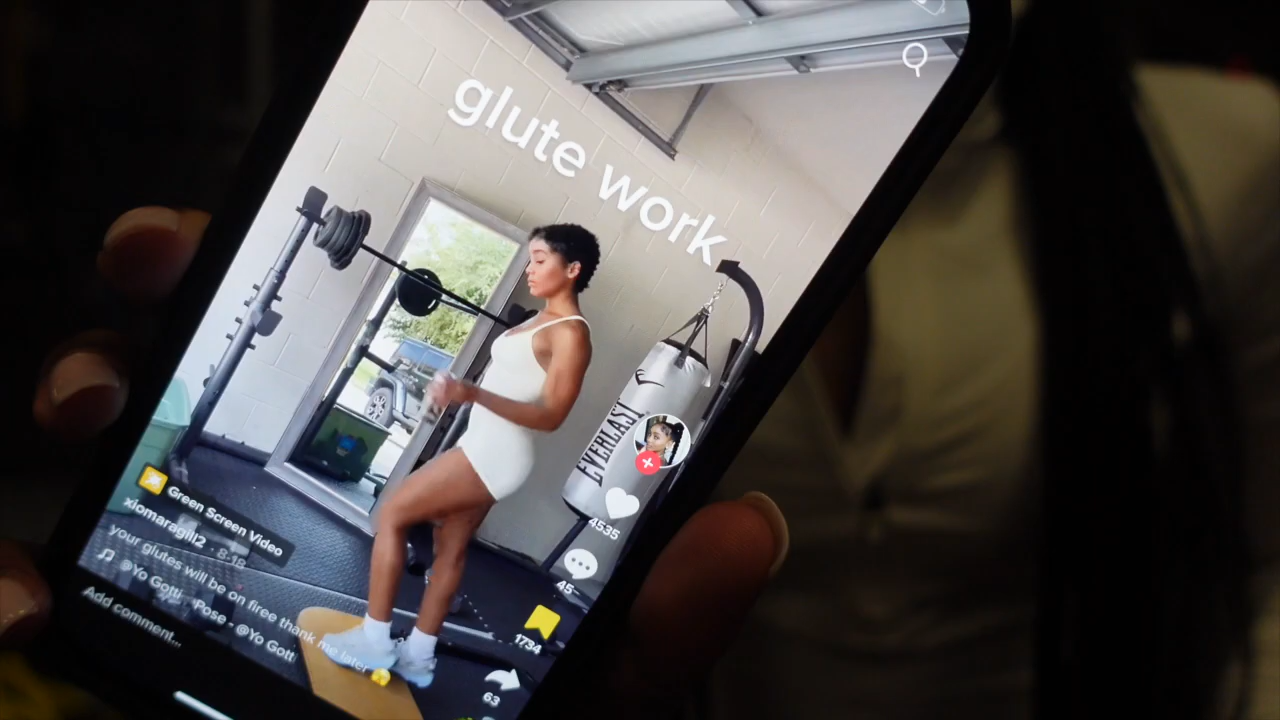 glute work
EVERLAST
4535
45
1734
63
Green Screen Video
xiomaragill2 · 8-18
your glutes will be on firee thank me later
@Yo Gotti Pose - @Yo Gotti
Add comment...